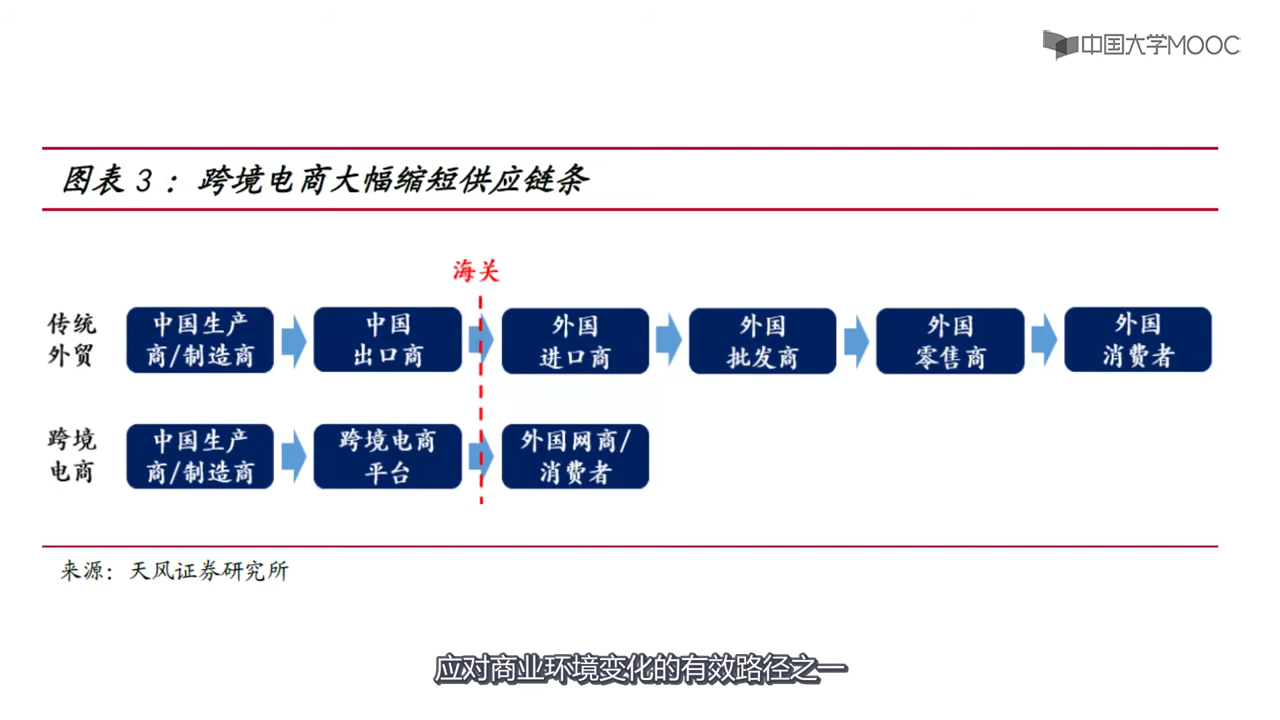 中国大学MOOC
图表 3：跨境电商大幅缩短供应链条
海关
传统
外贸
中国生产
商/制造商
中国
出口商
外国
进口商
外国
批发商
外国
零售商
外国
消费者
跨境
电商
中国生产
商/制造商
跨境电商
平台
外国网商/
消费者
来源：天风证券研究所
应对商业环境变化的有效路径之一